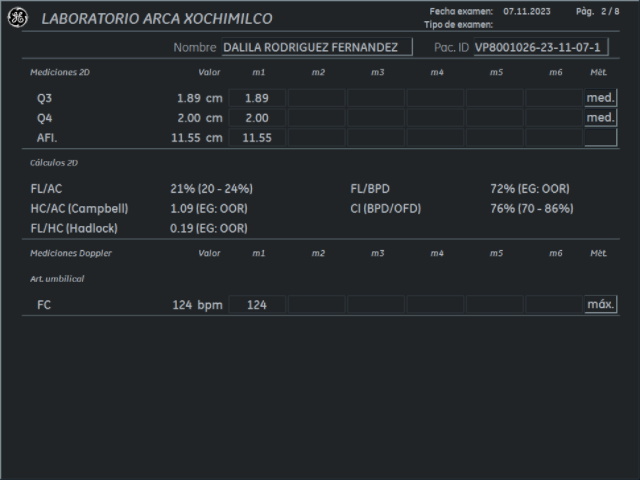 Fecha exámen: 07.11.2023 Pàg. 2 / 8
LABORATORIO ARCA XOCHIMILCO
Tipo de exámen:
Nombre DALILA RODRIGUEZ FERNANDEZ Pac. ID VP8001026-23-11-07-1
Mediciones 2D Valor m1 m2 m3 m4 m5 m6 Mèt.
Q3 1.89 cm 1.89 med.
Q4 2.00 cm 2.00 med.
AFI. 11.55 cm 11.55
Cálculos 2D
FL/AC 21% (20 - 24%) FL/BPD 72% (EG: OOR)
HC/AC (Campbell) 1.09 (EG: OOR) CI (BPD/OFD) 76% (70 - 86%)
FL/HC (Hadlock) 0.19 (EG: OOR)
Mediciones Doppler Valor m1 m2 m3 m4 m5 m6 Mèt.
Art. umbilical
FC 124 bpm 124 máx.